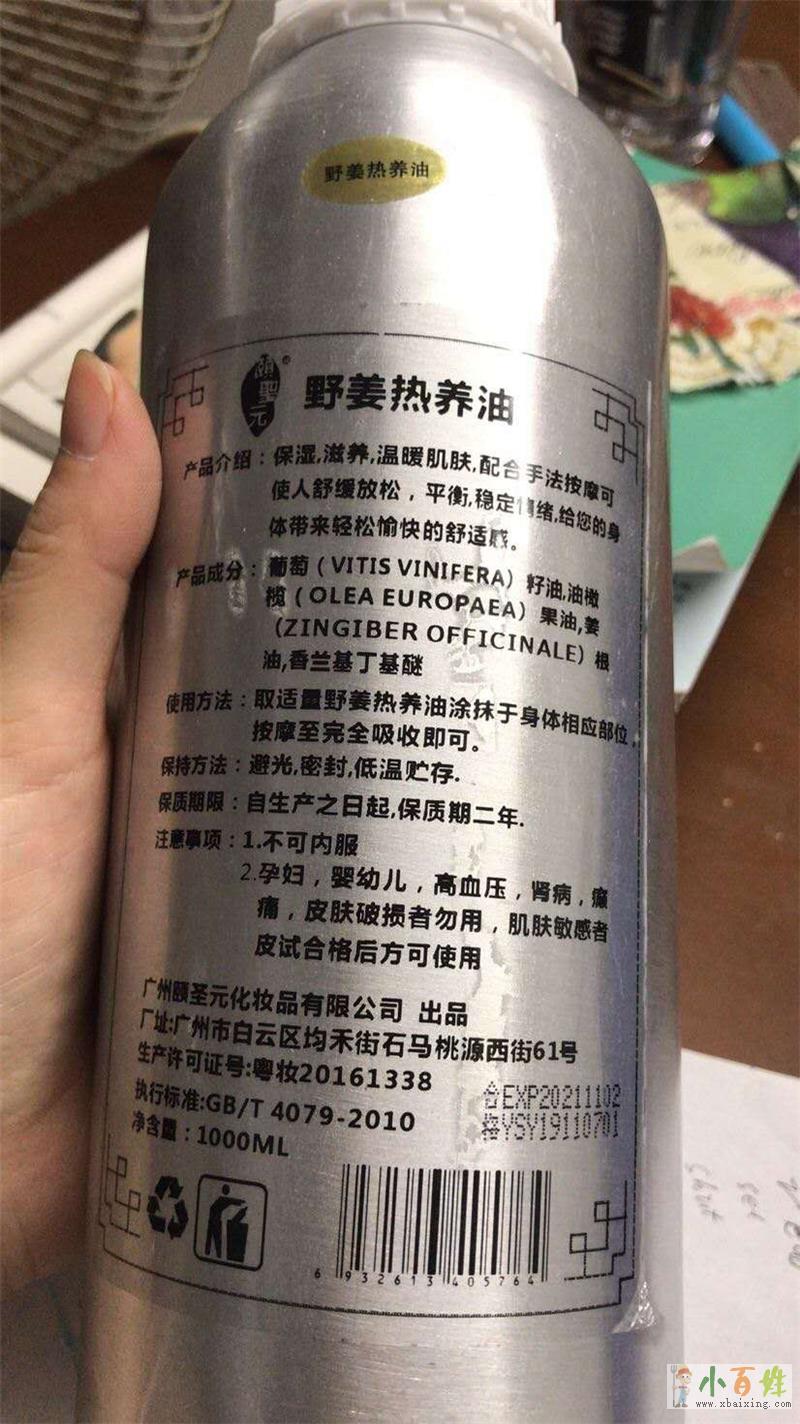 野姜热养油
颐圣元®
野姜热养油
产品介绍：保湿,滋养,温暖肌肤,配合手法按摩可
使人舒缓放松，平衡,稳定情绪,给您的身
体带来轻松愉快的舒适感。
产品成分：葡萄（VITIS VINIFERA）籽油,油橄
榄（OLEA EUROPAEA）果油,姜
（ZINGIBER OFFICINALE）根
油,香兰基丁基醚
使用方法：取适量野姜热养油涂抹于身体相应部位，
按摩至完全吸收即可。
保持方法：避光,密封,低温贮存.
保质期限：自生产之日起,保质期二年.
注意事项：1.不可内服
2.孕妇，婴幼儿，高血压，肾病，癫
痫，皮肤破损者勿用，肌肤敏感者
皮试合格后方可使用
广州颐圣元化妆品有限公司 出品
厂址:广州市白云区均禾街石马桃源西街61号
生产许可证号:粤妆20161338
执行标准:GB/T 4079-2010
净含量：1000ML
合EXP20211102
格YSY19110701
6 932613 405764
小百姓
www.xbaixing.com